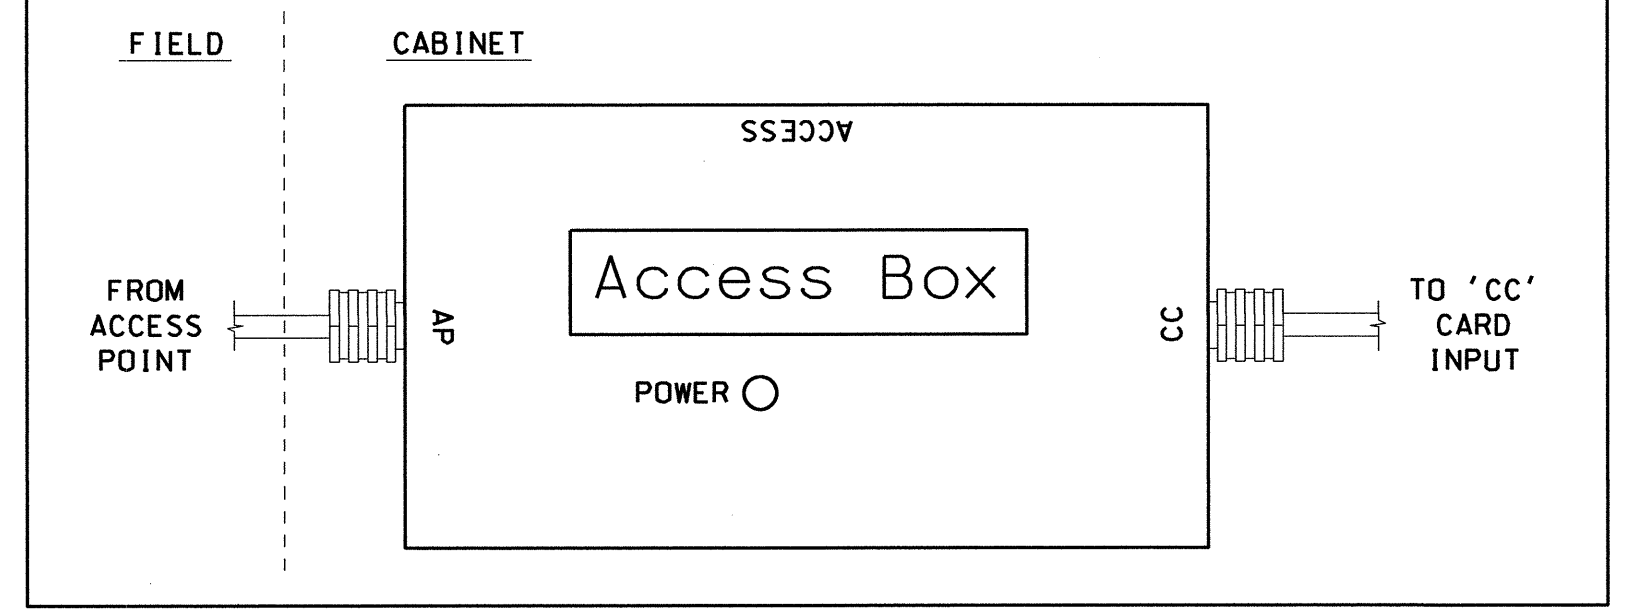 FIELD
CABINET
ACCESS
Access Box
FROM
ACCESS
POINT
AP
CC
TO 'CC'
CARD
INPUT
POWER